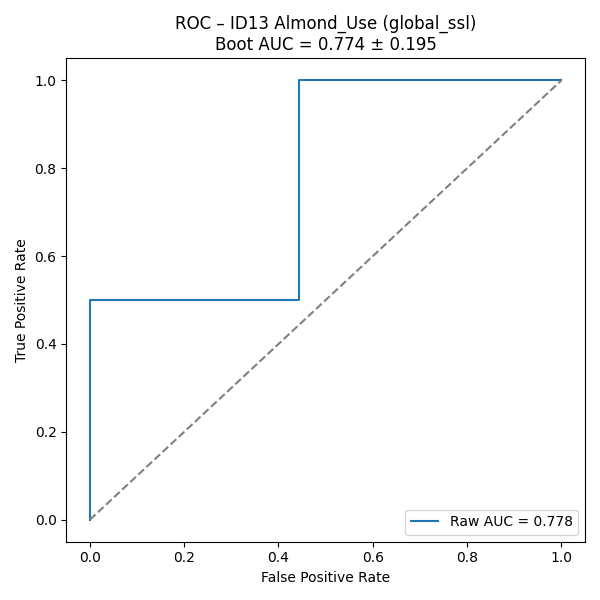 ROC – ID13 Almond_Use (global_ssl)
Boot AUC = 0.774 ± 0.195
True Positive Rate
1.0
0.8
0.6
0.4
0.2
0.0
Raw AUC = 0.778
0.0 0.2 0.4 0.6 0.8 1.0
False Positive Rate